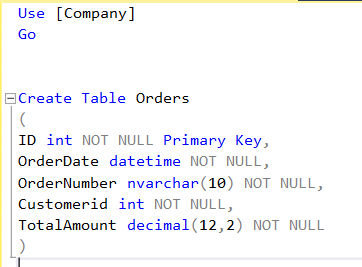 Use [Company]
Go
Create Table Orders
(
ID int NOT NULL Primary Key,
OrderDate datetime NOT NULL,
OrderNumber nvarchar(10) NOT NULL,
Customerid int NOT NULL,
TotalAmount decimal(12,2) NOT NULL
)